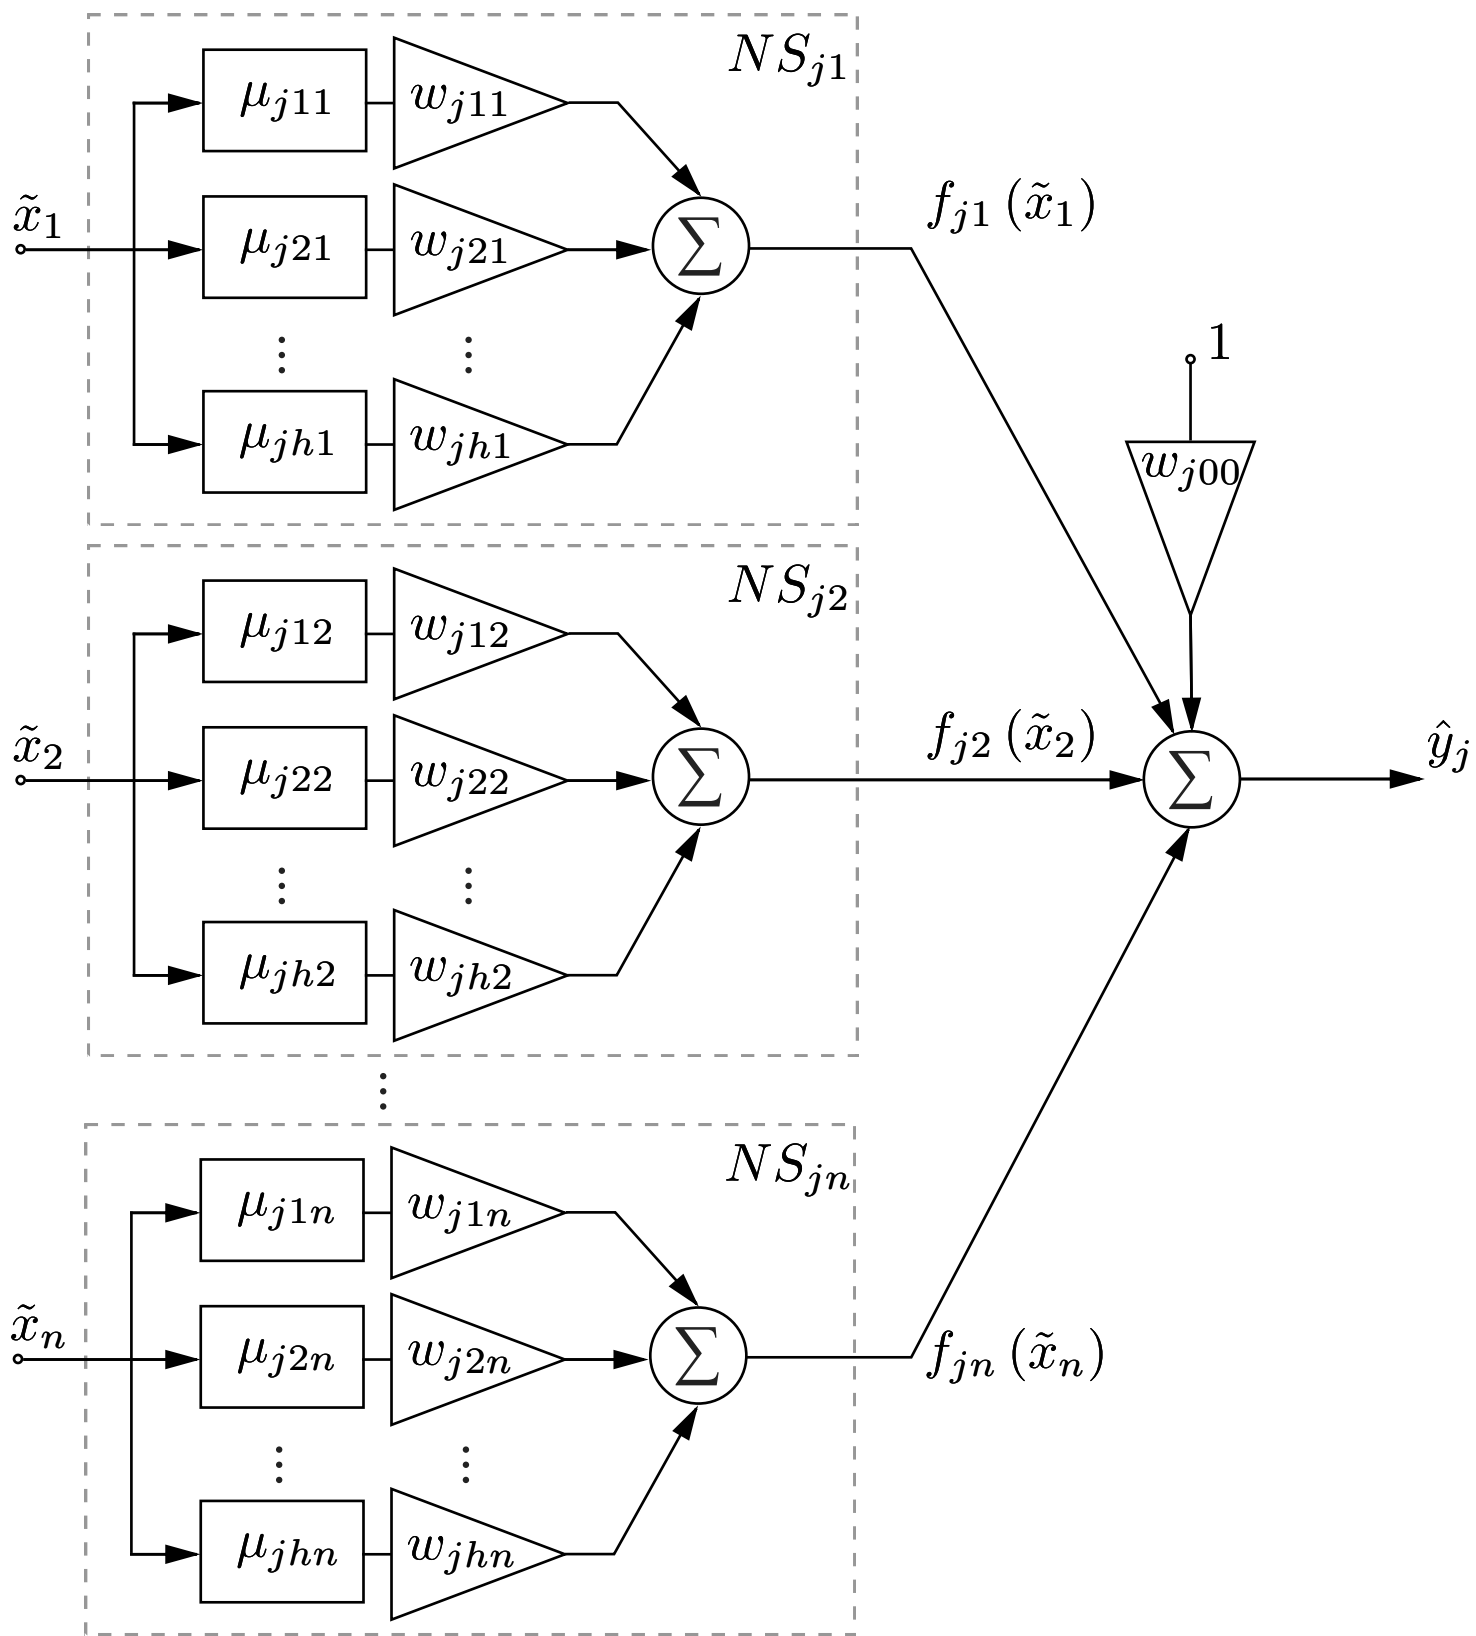 NS_{j1}
μ_{j11} w_{j11}
x̃_1
μ_{j21} w_{j21} Σ
f_{j1}(x̃_1)
⋮ ⋮
μ_{jh1} w_{jh1}
1
w_{j00}
NS_{j2}
μ_{j12} w_{j12}
x̃_2
μ_{j22} w_{j22} Σ
f_{j2}(x̃_2)
Σ
ŷ_j
⋮ ⋮
μ_{jh2} w_{jh2}
⋮
NS_{jn}
μ_{j1n} w_{j1n}
x̃_n
μ_{j2n} w_{j2n} Σ
f_{jn}(x̃_n)
⋮ ⋮
μ_{jhn} w_{jhn}